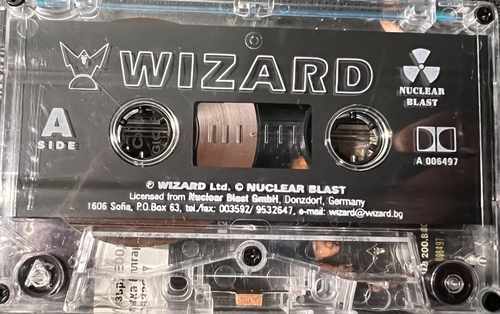 WIZARD
NUCLEAR
BLAST
A
SIDE
A 006497
℗ WIZARD Ltd. © NUCLEAR BLAST
Licensed from Nuclear Blast GmbH, Donzdorf, Germany
1606 Sofia, P.O.Box 63, tel./fax: 003592/ 9532647, e-mail: wizard@wizard.bg